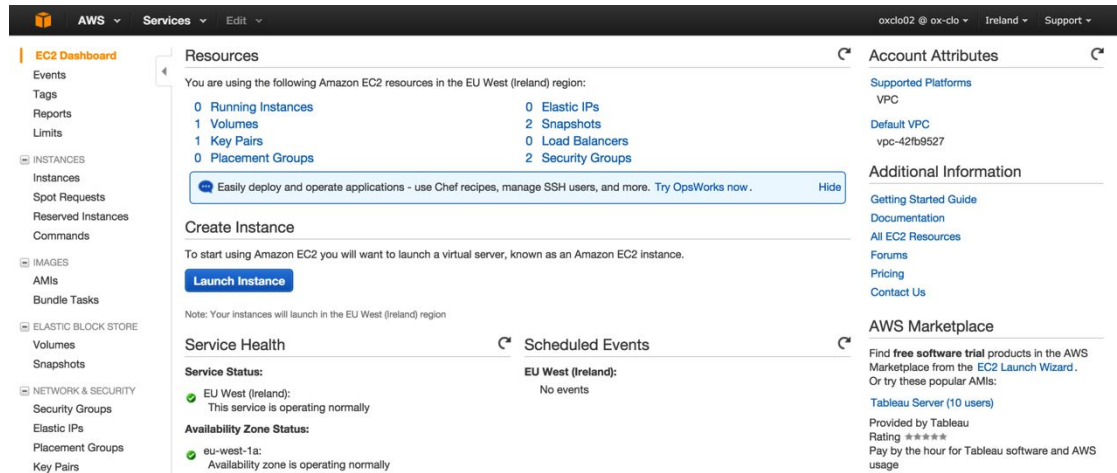 AWS Services Edit oxclo02 @ ox-clo Ireland Support
EC2 Dashboard
Events
Tags
Reports
Limits
INSTANCES
Instances
Spot Requests
Reserved Instances
Commands
IMAGES
AMIs
Bundle Tasks
ELASTIC BLOCK STORE
Volumes
Snapshots
NETWORK & SECURITY
Security Groups
Elastic IPs
Placement Groups
Key Pairs
Resources
You are using the following Amazon EC2 resources in the EU West (Ireland) region:
0 Running Instances 0 Elastic IPs
1 Volumes 2 Snapshots
1 Key Pairs 0 Load Balancers
0 Placement Groups 2 Security Groups
Easily deploy and operate applications - use Chef recipes, manage SSH users, and more. Try OpsWorks now. Hide
Create Instance
To start using Amazon EC2 you will want to launch a virtual server, known as an Amazon EC2 instance.
Launch Instance
Note: Your instances will launch in the EU West (Ireland) region
Service Health
Service Status:
EU West (Ireland):
This service is operating normally
Availability Zone Status:
eu-west-1a:
Availability zone is operating normally
Scheduled Events
EU West (Ireland):
No events
Account Attributes
Supported Platforms
VPC
Default VPC
vpc-42fb9527
Additional Information
Getting Started Guide
Documentation
All EC2 Resources
Forums
Pricing
Contact Us
AWS Marketplace
Find free software trial products in the AWS
Marketplace from the EC2 Launch Wizard.
Or try these popular AMIs:
Tableau Server (10 users)
Provided by Tableau
Rating
Pay by the hour for Tableau software and AWS
usage